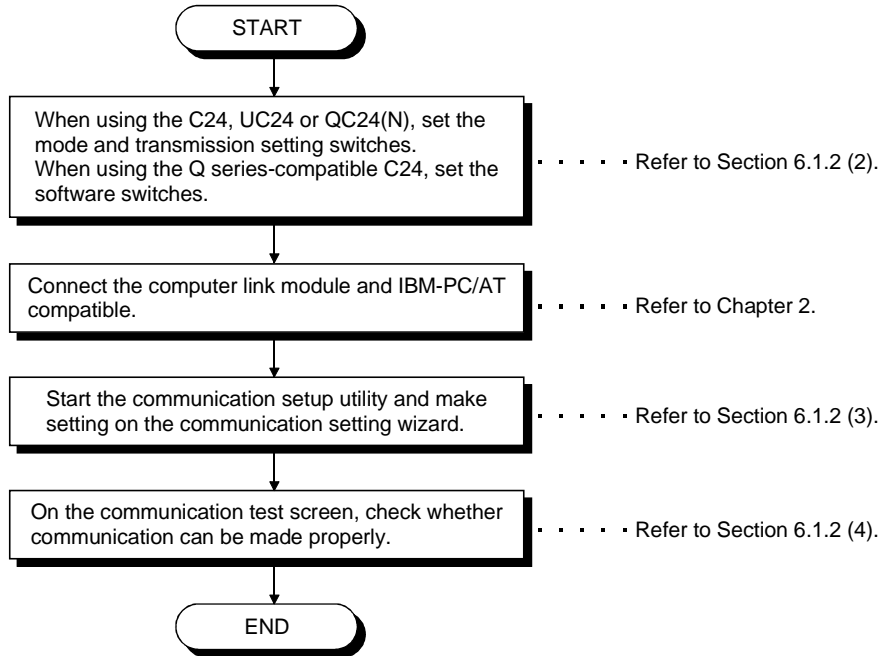 START
When using the C24, UC24 or QC24(N), set the
mode and transmission setting switches.
When using the Q series-compatible C24, set the
software switches.
Refer to Section 6.1.2 (2).
Connect the computer link module and IBM-PC/AT
compatible.
Refer to Chapter 2.
Start the communication setup utility and make
setting on the communication setting wizard.
Refer to Section 6.1.2 (3).
On the communication test screen, check whether
communication can be made properly.
Refer to Section 6.1.2 (4).
END